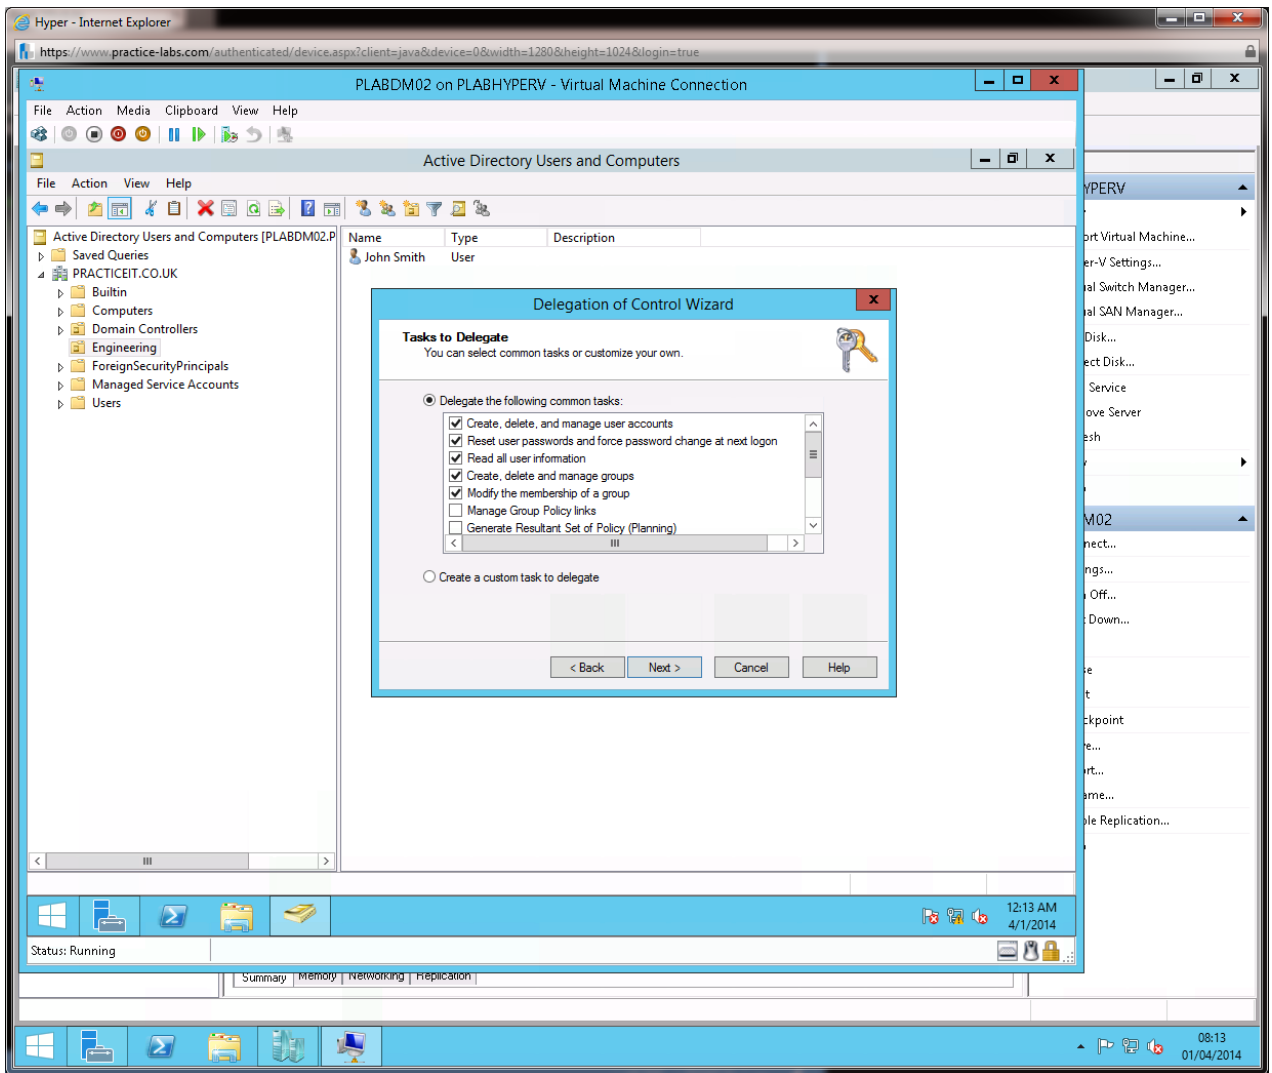 Hyper - Internet Explorer
https://www.practice-labs.com/authenticated/device.aspx?client=java&device=0&width=1280&height=1024&login=true
PLABDM02 on PLABHYPERV - Virtual Machine Connection
File Action Media Clipboard View Help
Active Directory Users and Computers
File Action View Help
Active Directory Users and Computers [PLABDM02.P
Saved Queries
PRACTICEIT.CO.UK
Builtin
Computers
Domain Controllers
Engineering
ForeignSecurityPrincipals
Managed Service Accounts
Users
Name Type Description
John Smith User
Delegation of Control Wizard
Tasks to Delegate
You can select common tasks or customize your own.
Delegate the following common tasks:
Create, delete, and manage user accounts
Reset user passwords and force password change at next logon
Read all user information
Create, delete and manage groups
Modify the membership of a group
Manage Group Policy links
Generate Resultant Set of Policy (Planning)
Create a custom task to delegate
< Back Next > Cancel Help
YPERV
ort Virtual Machine...
er-V Settings...
al Switch Manager...
al SAN Manager...
Disk...
ect Disk...
Service
ove Server
esh
M02
nect...
ngs...
Off...
Down...
se
t
ckpoint
e...
rt...
ame...
ble Replication...
12:13 AM
4/1/2014
Status: Running
Summary Memory Networking Replication
08:13
01/04/2014